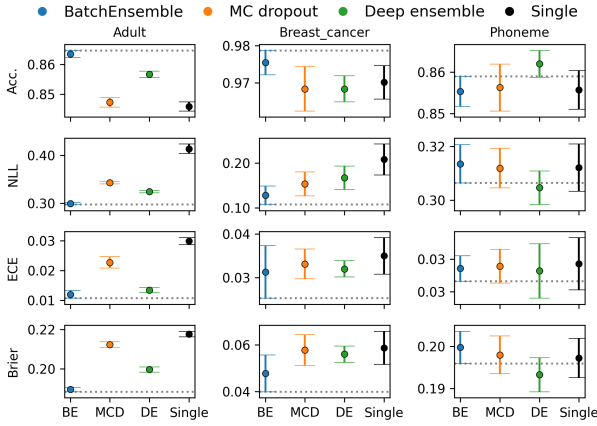 BatchEnsemble MC dropout Deep ensemble Single
Adult Breast_cancer Phoneme
Acc. 0.86 0.85 0.98 0.97 0.86 0.85
NLL 0.40 0.30 0.20 0.10 0.32 0.30
ECE 0.03 0.02 0.01 0.04 0.03 0.03 0.03
Brier 0.22 0.20 0.06 0.04 0.20 0.19
BE MCD DE Single BE MCD DE Single BE MCD DE Single